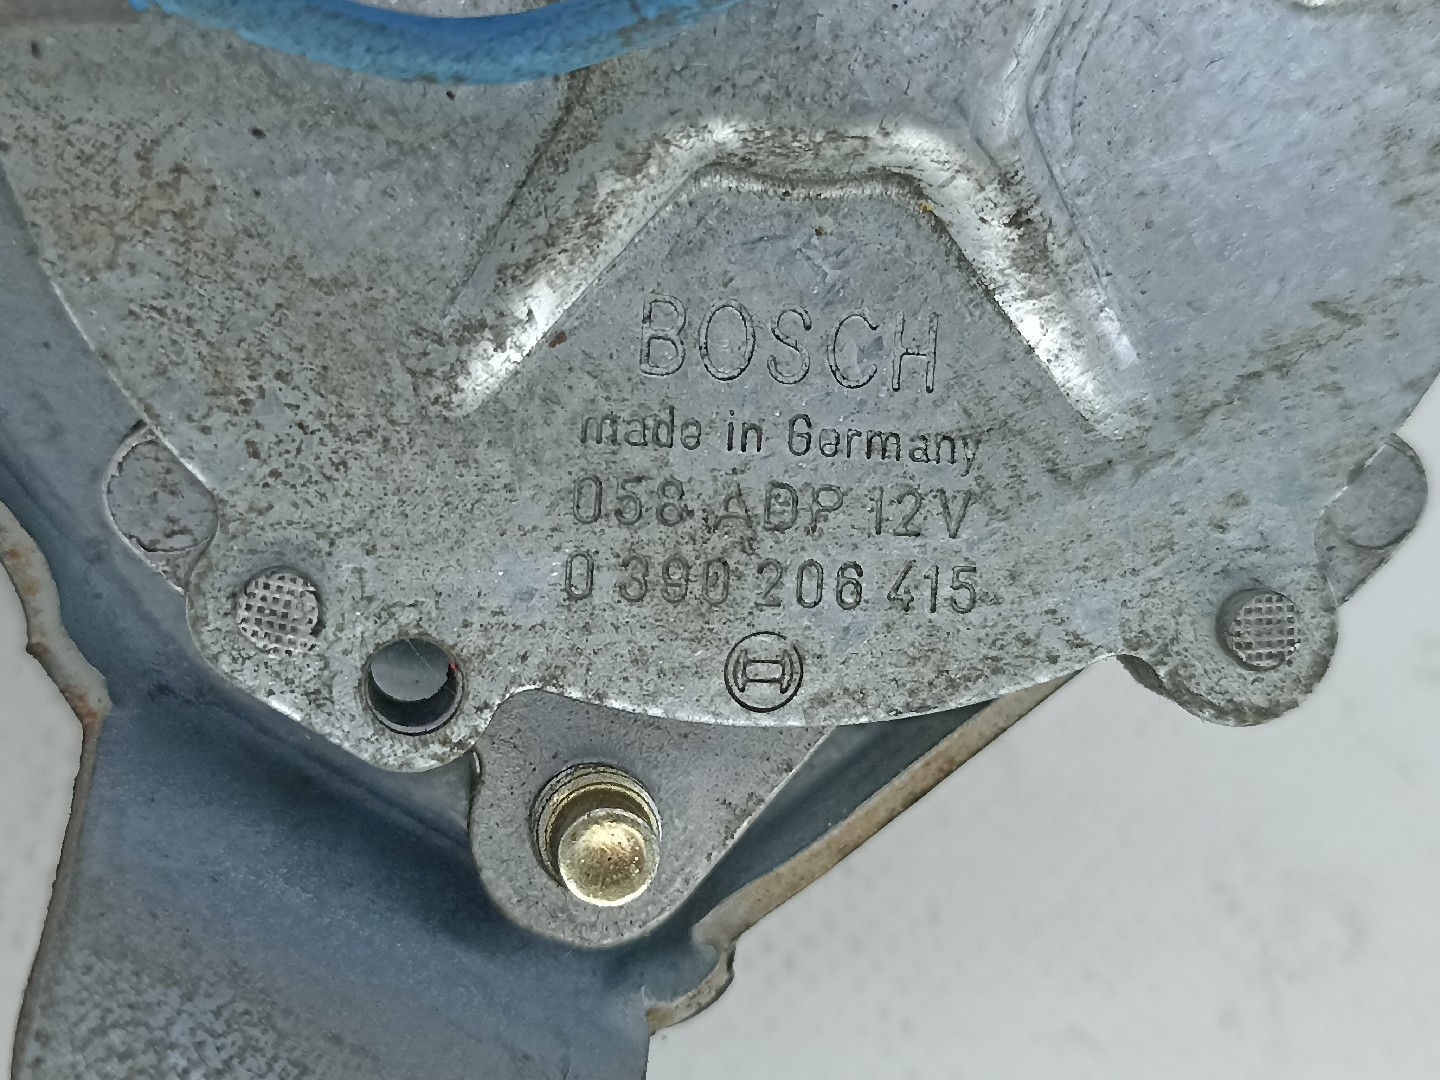 BOSCH
made in Germany
058 ADP 12V
0 390 206 415